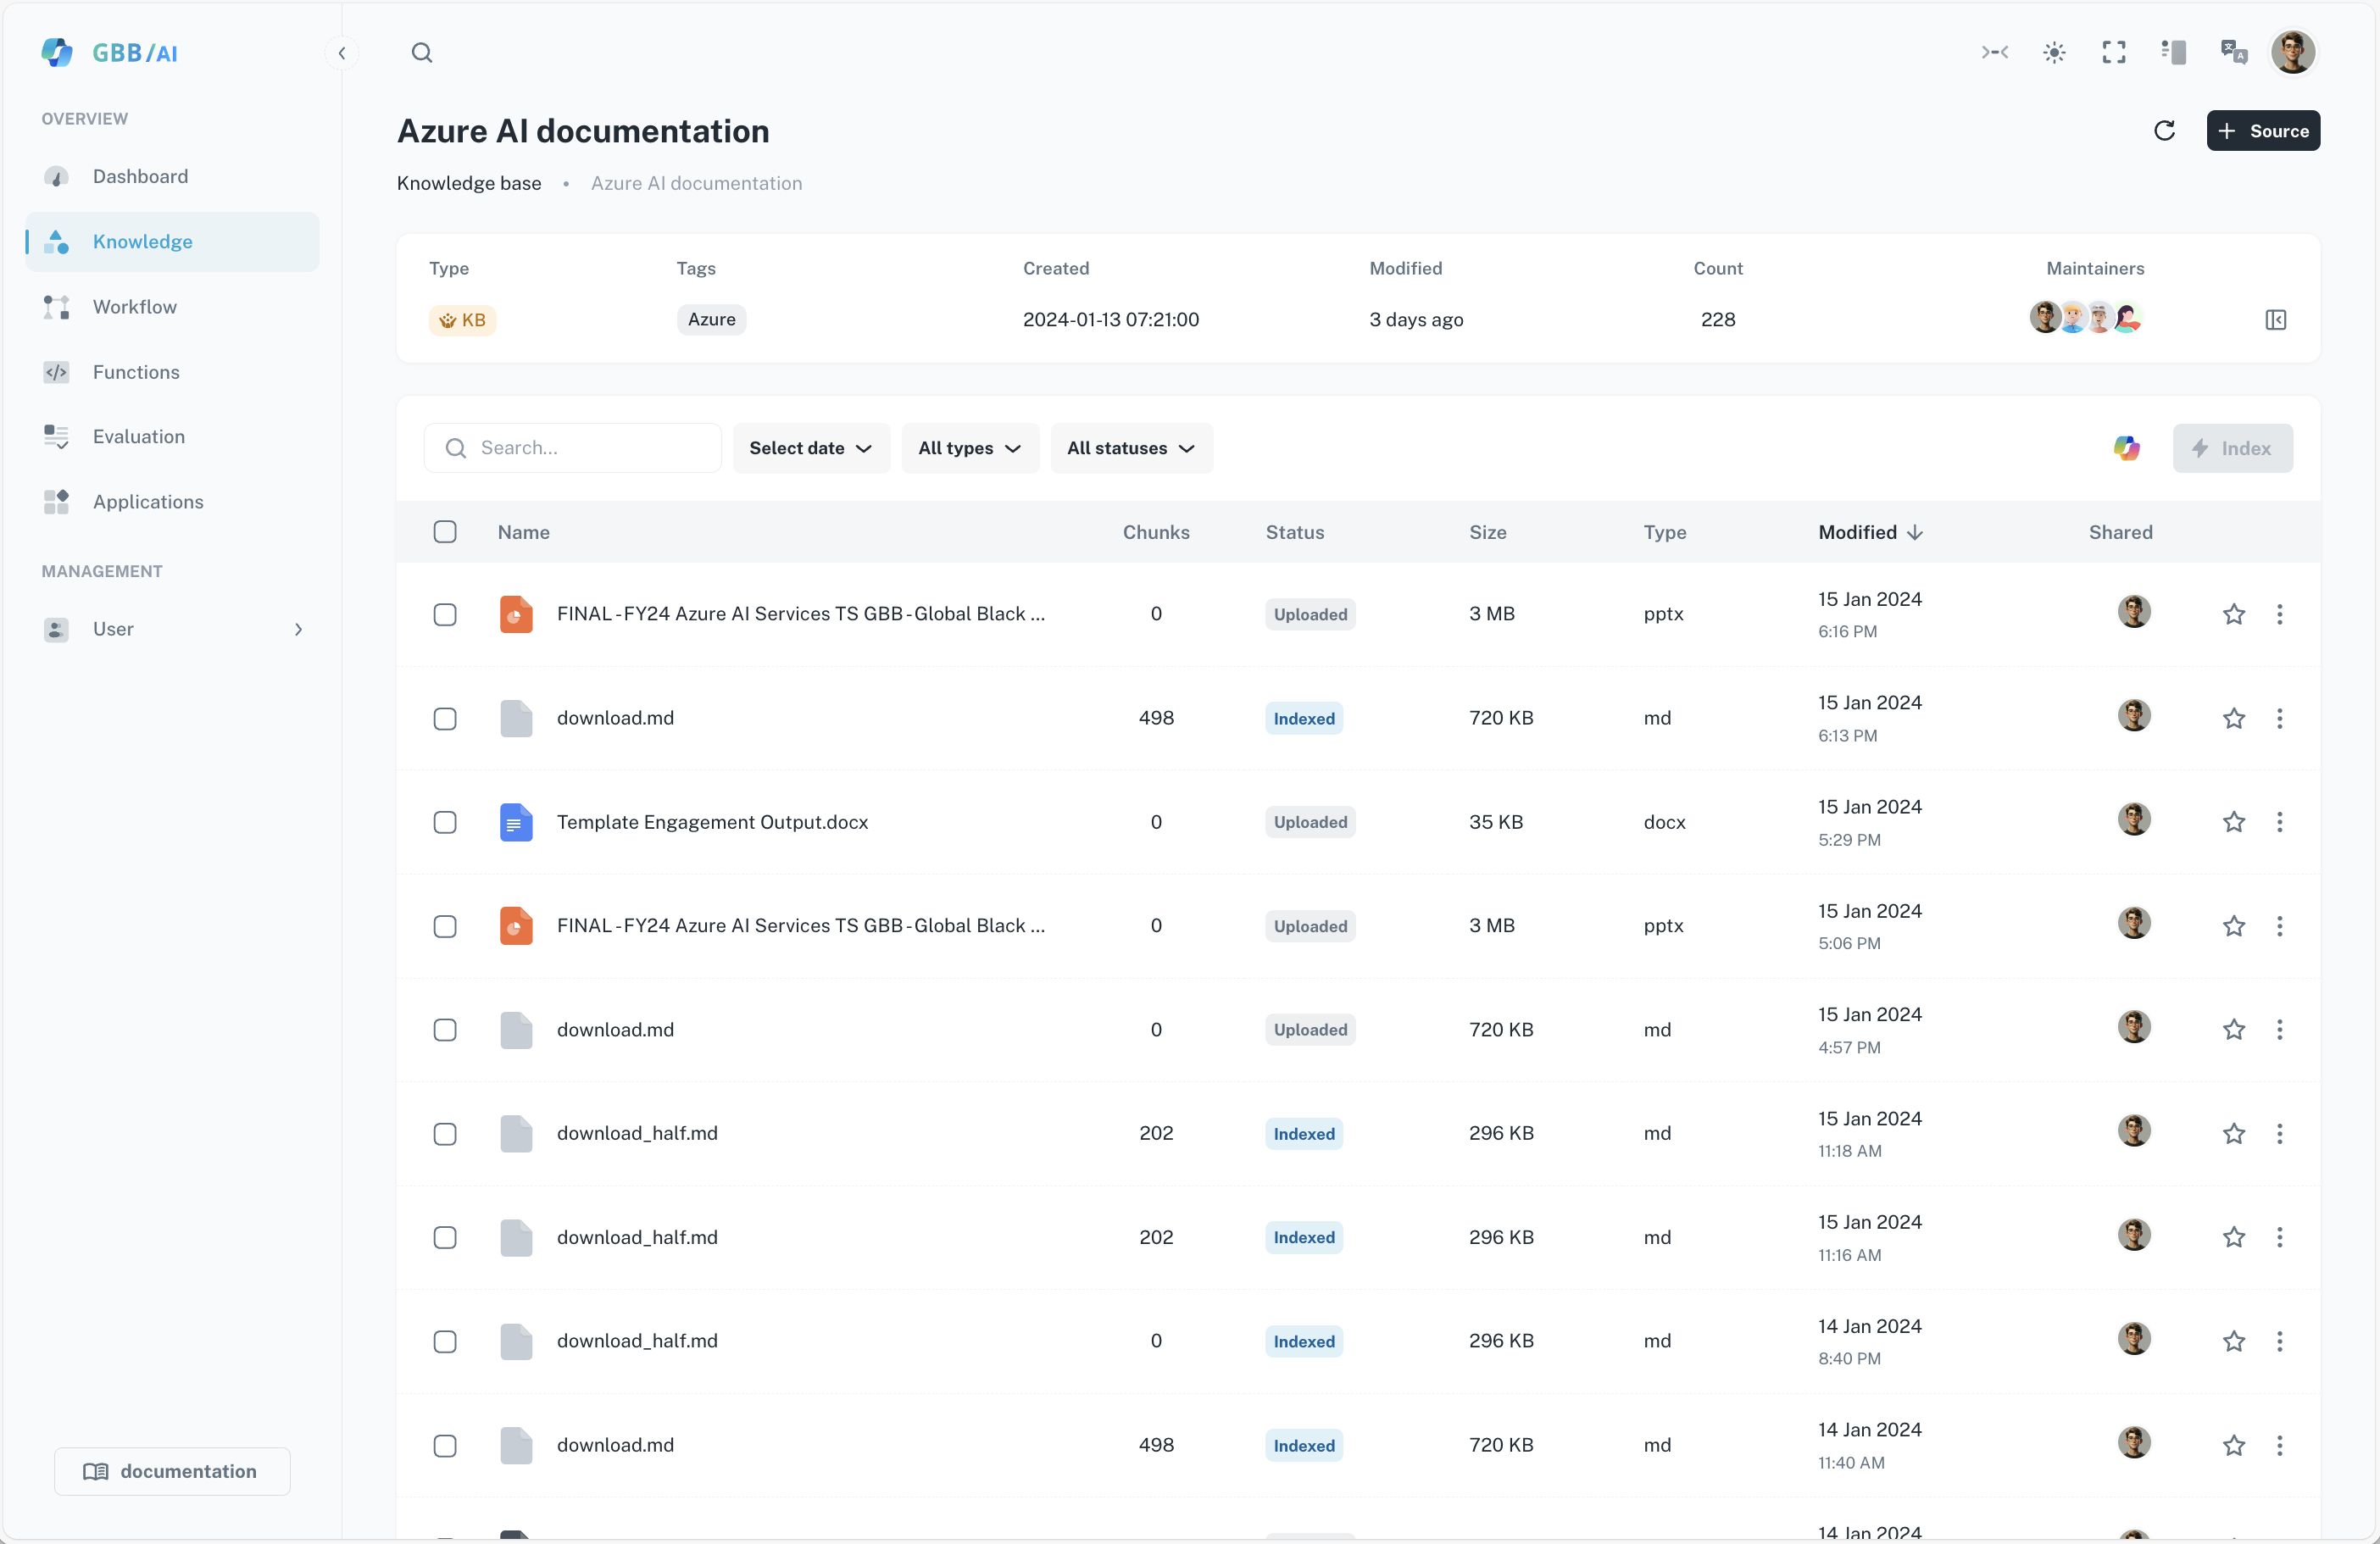 GBB/AI
OVERVIEW
Dashboard
Knowledge
Workflow
Functions
Evaluation
Applications
MANAGEMENT
User
documentation
Azure AI documentation
Source
Knowledge base • Azure AI documentation
Type Tags Created Modified Count Maintainers
KB Azure 2024-01-13 07:21:00 3 days ago 228
Search... Select date All types All statuses Index
Name Chunks Status Size Type Modified Shared
FINAL - FY24 Azure AI Services TS GBB - Global Black ... 0 Uploaded 3 MB pptx 15 Jan 2024
6:16 PM
download.md 498 Indexed 720 KB md 15 Jan 2024
6:13 PM
Template Engagement Output.docx 0 Uploaded 35 KB docx 15 Jan 2024
5:29 PM
FINAL - FY24 Azure AI Services TS GBB - Global Black ... 0 Uploaded 3 MB pptx 15 Jan 2024
5:06 PM
download.md 0 Uploaded 720 KB md 15 Jan 2024
4:57 PM
download_half.md 202 Indexed 296 KB md 15 Jan 2024
11:18 AM
download_half.md 202 Indexed 296 KB md 15 Jan 2024
11:16 AM
download_half.md 0 Indexed 296 KB md 14 Jan 2024
8:40 PM
download.md 498 Indexed 720 KB md 14 Jan 2024
11:40 AM
14 Jan 2024